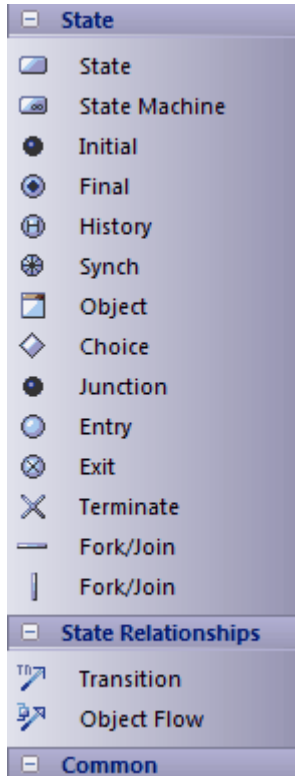 State
State
State Machine
Initial
Final
History
Synch
Object
Choice
Junction
Entry
Exit
Terminate
Fork/Join
Fork/Join
State Relationships
Transition
Object Flow
Common